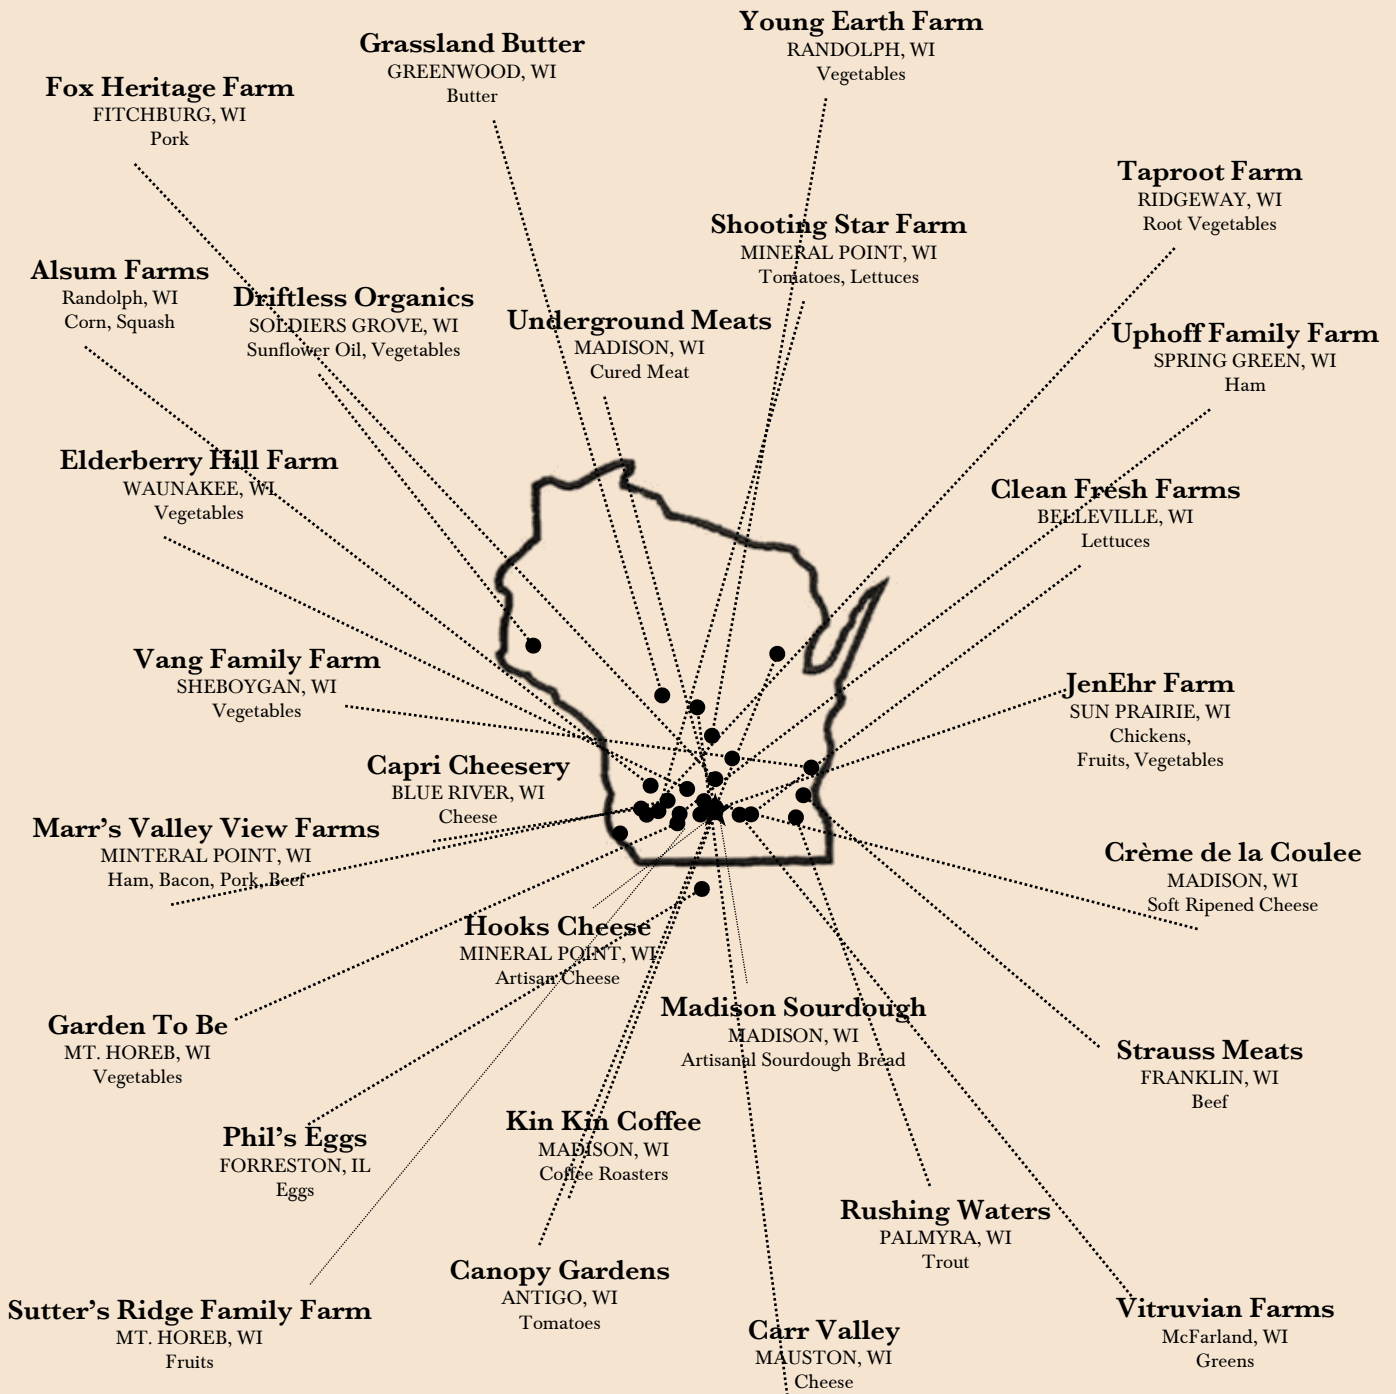 Young Earth Farm
RANDOLPH, WI
Vegetables
Grassland Butter
GREENWOOD, WI
Butter
Fox Heritage Farm
FITCHBURG, WI
Pork
Taproot Farm
RIDGEWAY, WI
Root Vegetables
Shooting Star Farm
MINERAL POINT, WI
Tomatoes, Lettuces
Alsum Farms
Randolph, WI
Corn, Squash
Driftless Organics
SOLDIERS GROVE, WI
Sunflower Oil, Vegetables
Underground Meats
MADISON, WI
Cured Meat
Uphoff Family Farm
SPRING GREEN, WI
Ham
Elderberry Hill Farm
WAUNAKEE, WI
Vegetables
Clean Fresh Farms
BELLEVILLE, WI
Lettuces
Vang Family Farm
SHEBOYGAN, WI
Vegetables
JenEhr Farm
SUN PRAIRIE, WI
Chickens,
Fruits, Vegetables
Capri Cheesery
BLUE RIVER, WI
Cheese
Marr's Valley View Farms
MINTERAL POINT, WI
Ham, Bacon, Pork, Beef
Crème de la Coulee
MADISON, WI
Soft Ripened Cheese
Hooks Cheese
MINERAL POINT, WI
Artisan Cheese
Madison Sourdough
MADISON, WI
Artisanal Sourdough Bread
Garden To Be
MT. HOREB, WI
Vegetables
Strauss Meats
FRANKLIN, WI
Beef
Phil's Eggs
FORRESTON, IL
Eggs
Kin Kin Coffee
MADISON, WI
Coffee Roasters
Rushing Waters
PALMYRA, WI
Trout
Canopy Gardens
ANTIGO, WI
Tomatoes
Sutter's Ridge Family Farm
MT. HOREB, WI
Fruits
Carr Valley
MAUSTON, WI
Cheese
Vitruvian Farms
McFarland, WI
Greens